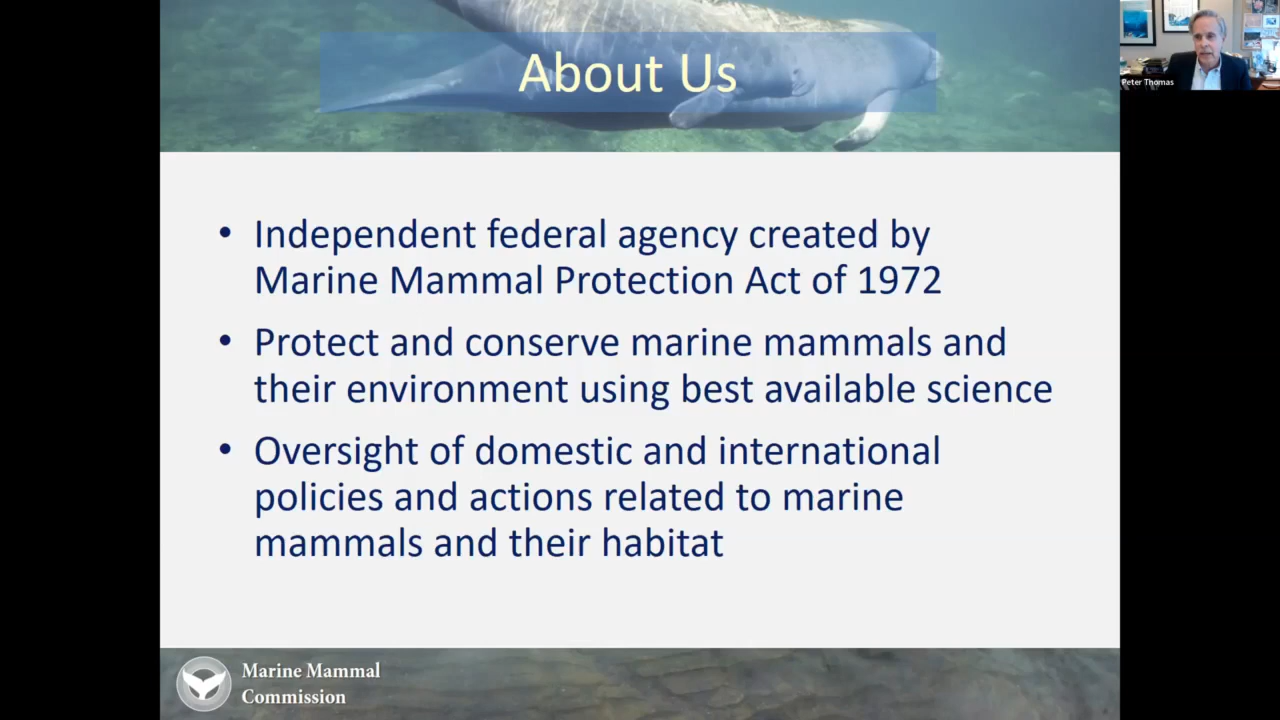 About Us
Peter Thomas
• Independent federal agency created by
Marine Mammal Protection Act of 1972
• Protect and conserve marine mammals and
their environment using best available science
• Oversight of domestic and international
policies and actions related to marine
mammals and their habitat
Marine Mammal
Commission